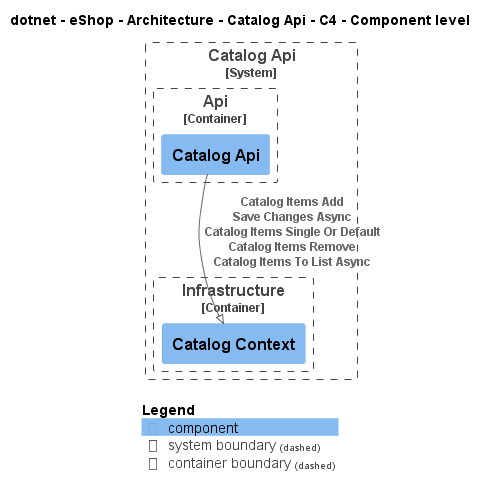 dotnet - eShop - Architecture - Catalog Api - C4 - Component level
Catalog Api
[System]
Api
[Container]
Catalog Api
Catalog Items Add
Save Changes Async
Catalog Items Single Or Default
Catalog Items Remove
Catalog Items To List Async
Infrastructure
[Container]
Catalog Context
Legend
component
system boundary (dashed)
container boundary (dashed)